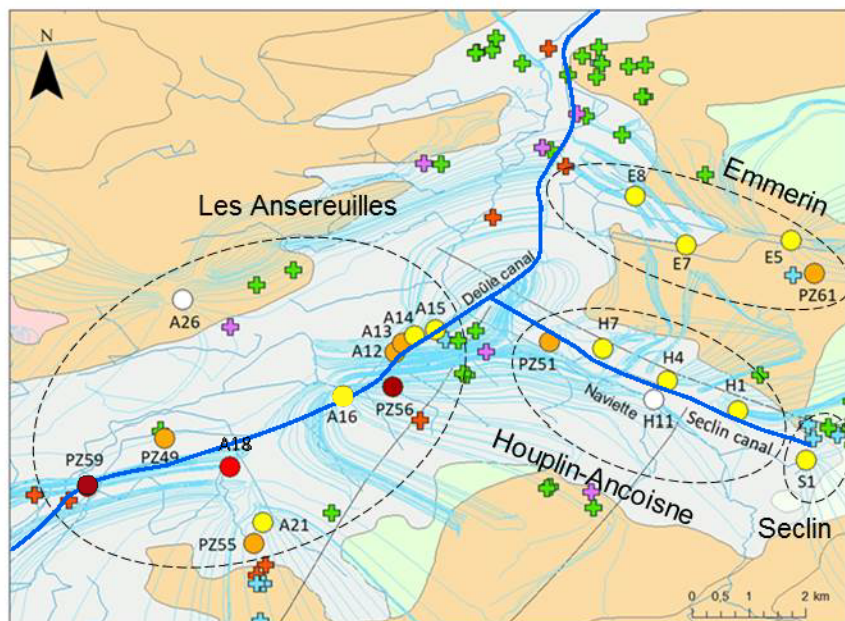 N
Les Ansereuilles
Emmerin
E8
E7
E5
PZ61
A26
Deûle canal
A15
A14
A13
A12
PZ51
H7
H4
H1
PZ56
A16
Naviette
H11
Seclin canal
PZ49
A18
PZ59
Houplin-Ancoisne
S1
Seclin
A21
PZ55
0 0,5 1 2 km